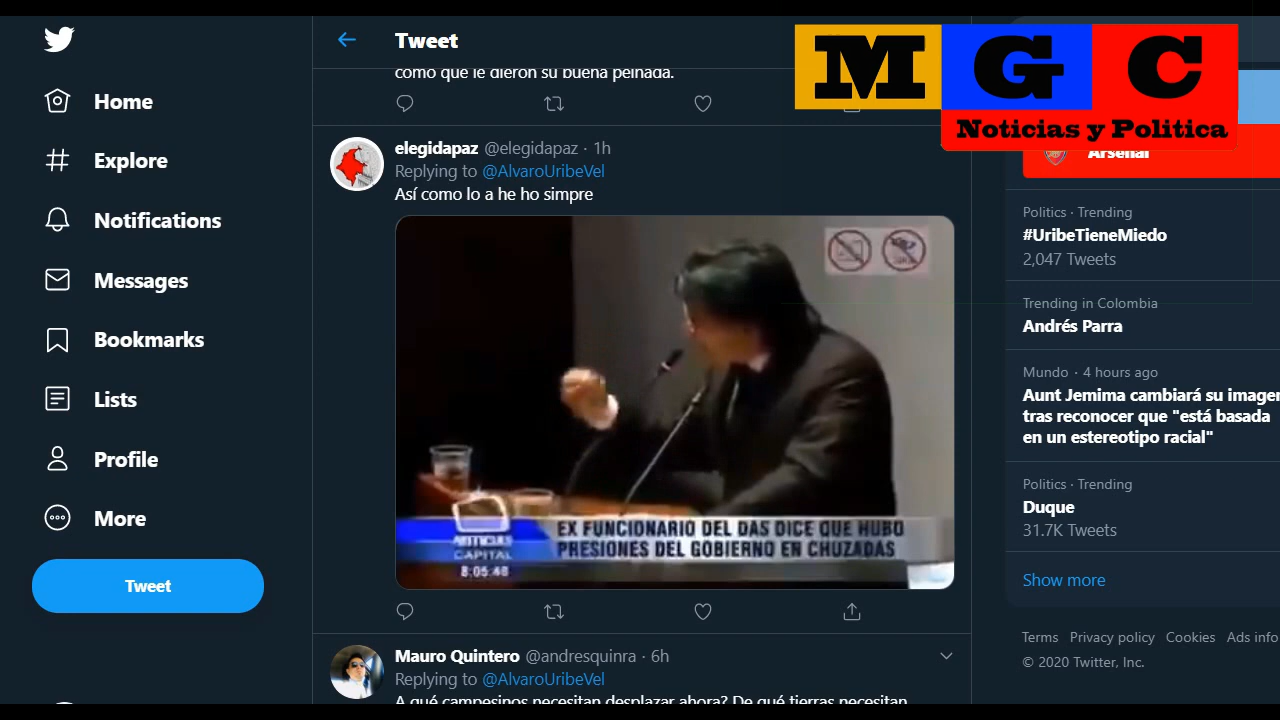 Home
Explore
Notifications
Messages
Bookmarks
Lists
Profile
More
Tweet
Tweet
como que le dieron su buena peinada.
elegidapaz @elegidapaz · 1h
Replying to @AlvaroUribeVel
Así como lo a he ho simpre
EX FUNCIONARIO DEL DAS DICE QUE HUBO
PRESIONES DEL GOBIERNO EN CHUZADAS
NOTICIAS
CAPITAL
8:05:48
Mauro Quintero @andresquinra · 6h
Replying to @AlvaroUribeVel
A qué campesinos necesitan desplazar ahora? De qué tierras necesitan
M G C
Noticias y Politica
Arsenal
Politics · Trending
#UribeTieneMiedo
2,047 Tweets
Trending in Colombia
Andrés Parra
Mundo · 4 hours ago
Aunt Jemima cambiará su imagen
tras reconocer que "está basada
en un estereotipo racial"
Politics · Trending
Duque
31.7K Tweets
Show more
Terms Privacy policy Cookies Ads info
© 2020 Twitter, Inc.